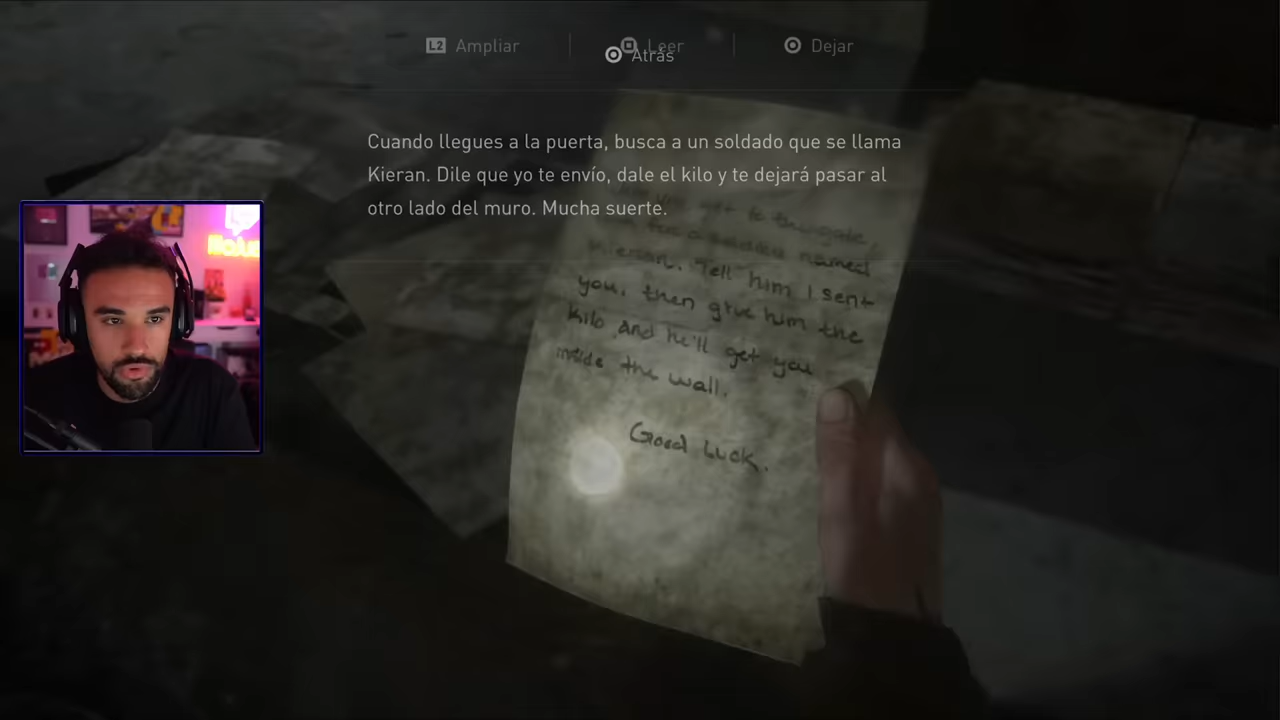 L2 Ampliar
Leer
Dejar
Atrás
Cuando llegues a la puerta, busca a un soldado que se llama
Kieran. Dile que yo te envío, dale el kilo y te dejará pasar al
otro lado del muro. Mucha suerte.
named
Kieran. Tell him I sent
you, then give him the
kilo and he'll get you
inside the wall.
Good Luck.